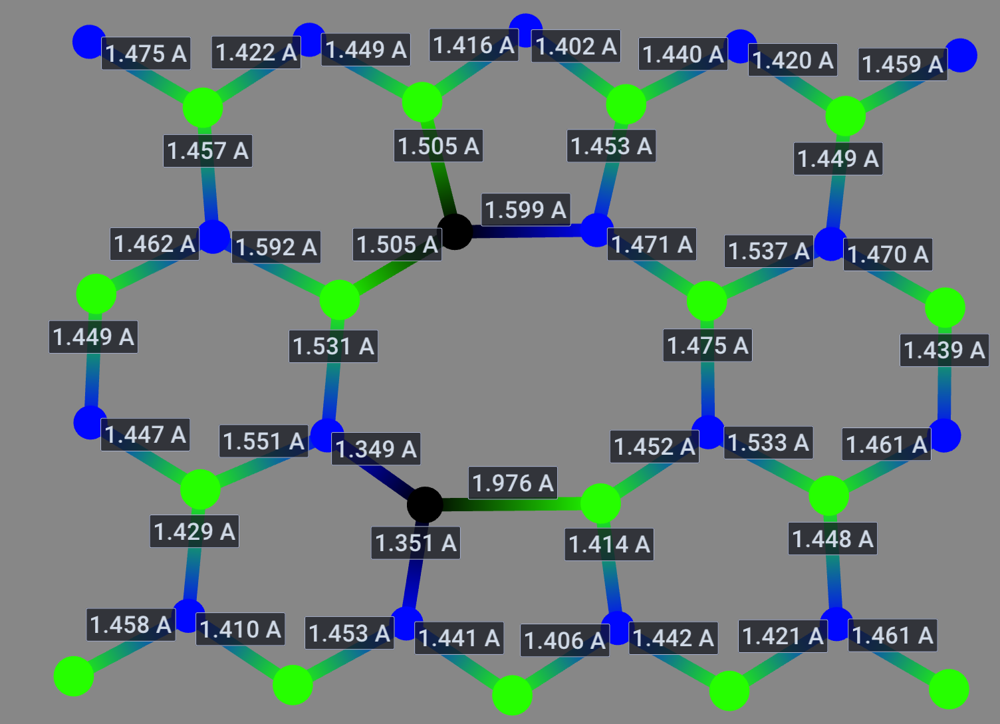 1.475 A
1.422 A
1.449 A
1.416 A
1.402 A
1.440 A
1.420 A
1.459 A
1.457 A
1.505 A
1.453 A
1.449 A
1.599 A
1.462 A
1.592 A
1.505 A
1.471 A
1.537 A
1.470 A
1.449 A
1.531 A
1.475 A
1.439 A
1.447 A
1.551 A
1.349 A
1.452 A
1.533 A
1.461 A
1.976 A
1.429 A
1.351 A
1.414 A
1.448 A
1.458 A
1.410 A
1.453 A
1.441 A
1.406 A
1.442 A
1.421 A
1.461 A